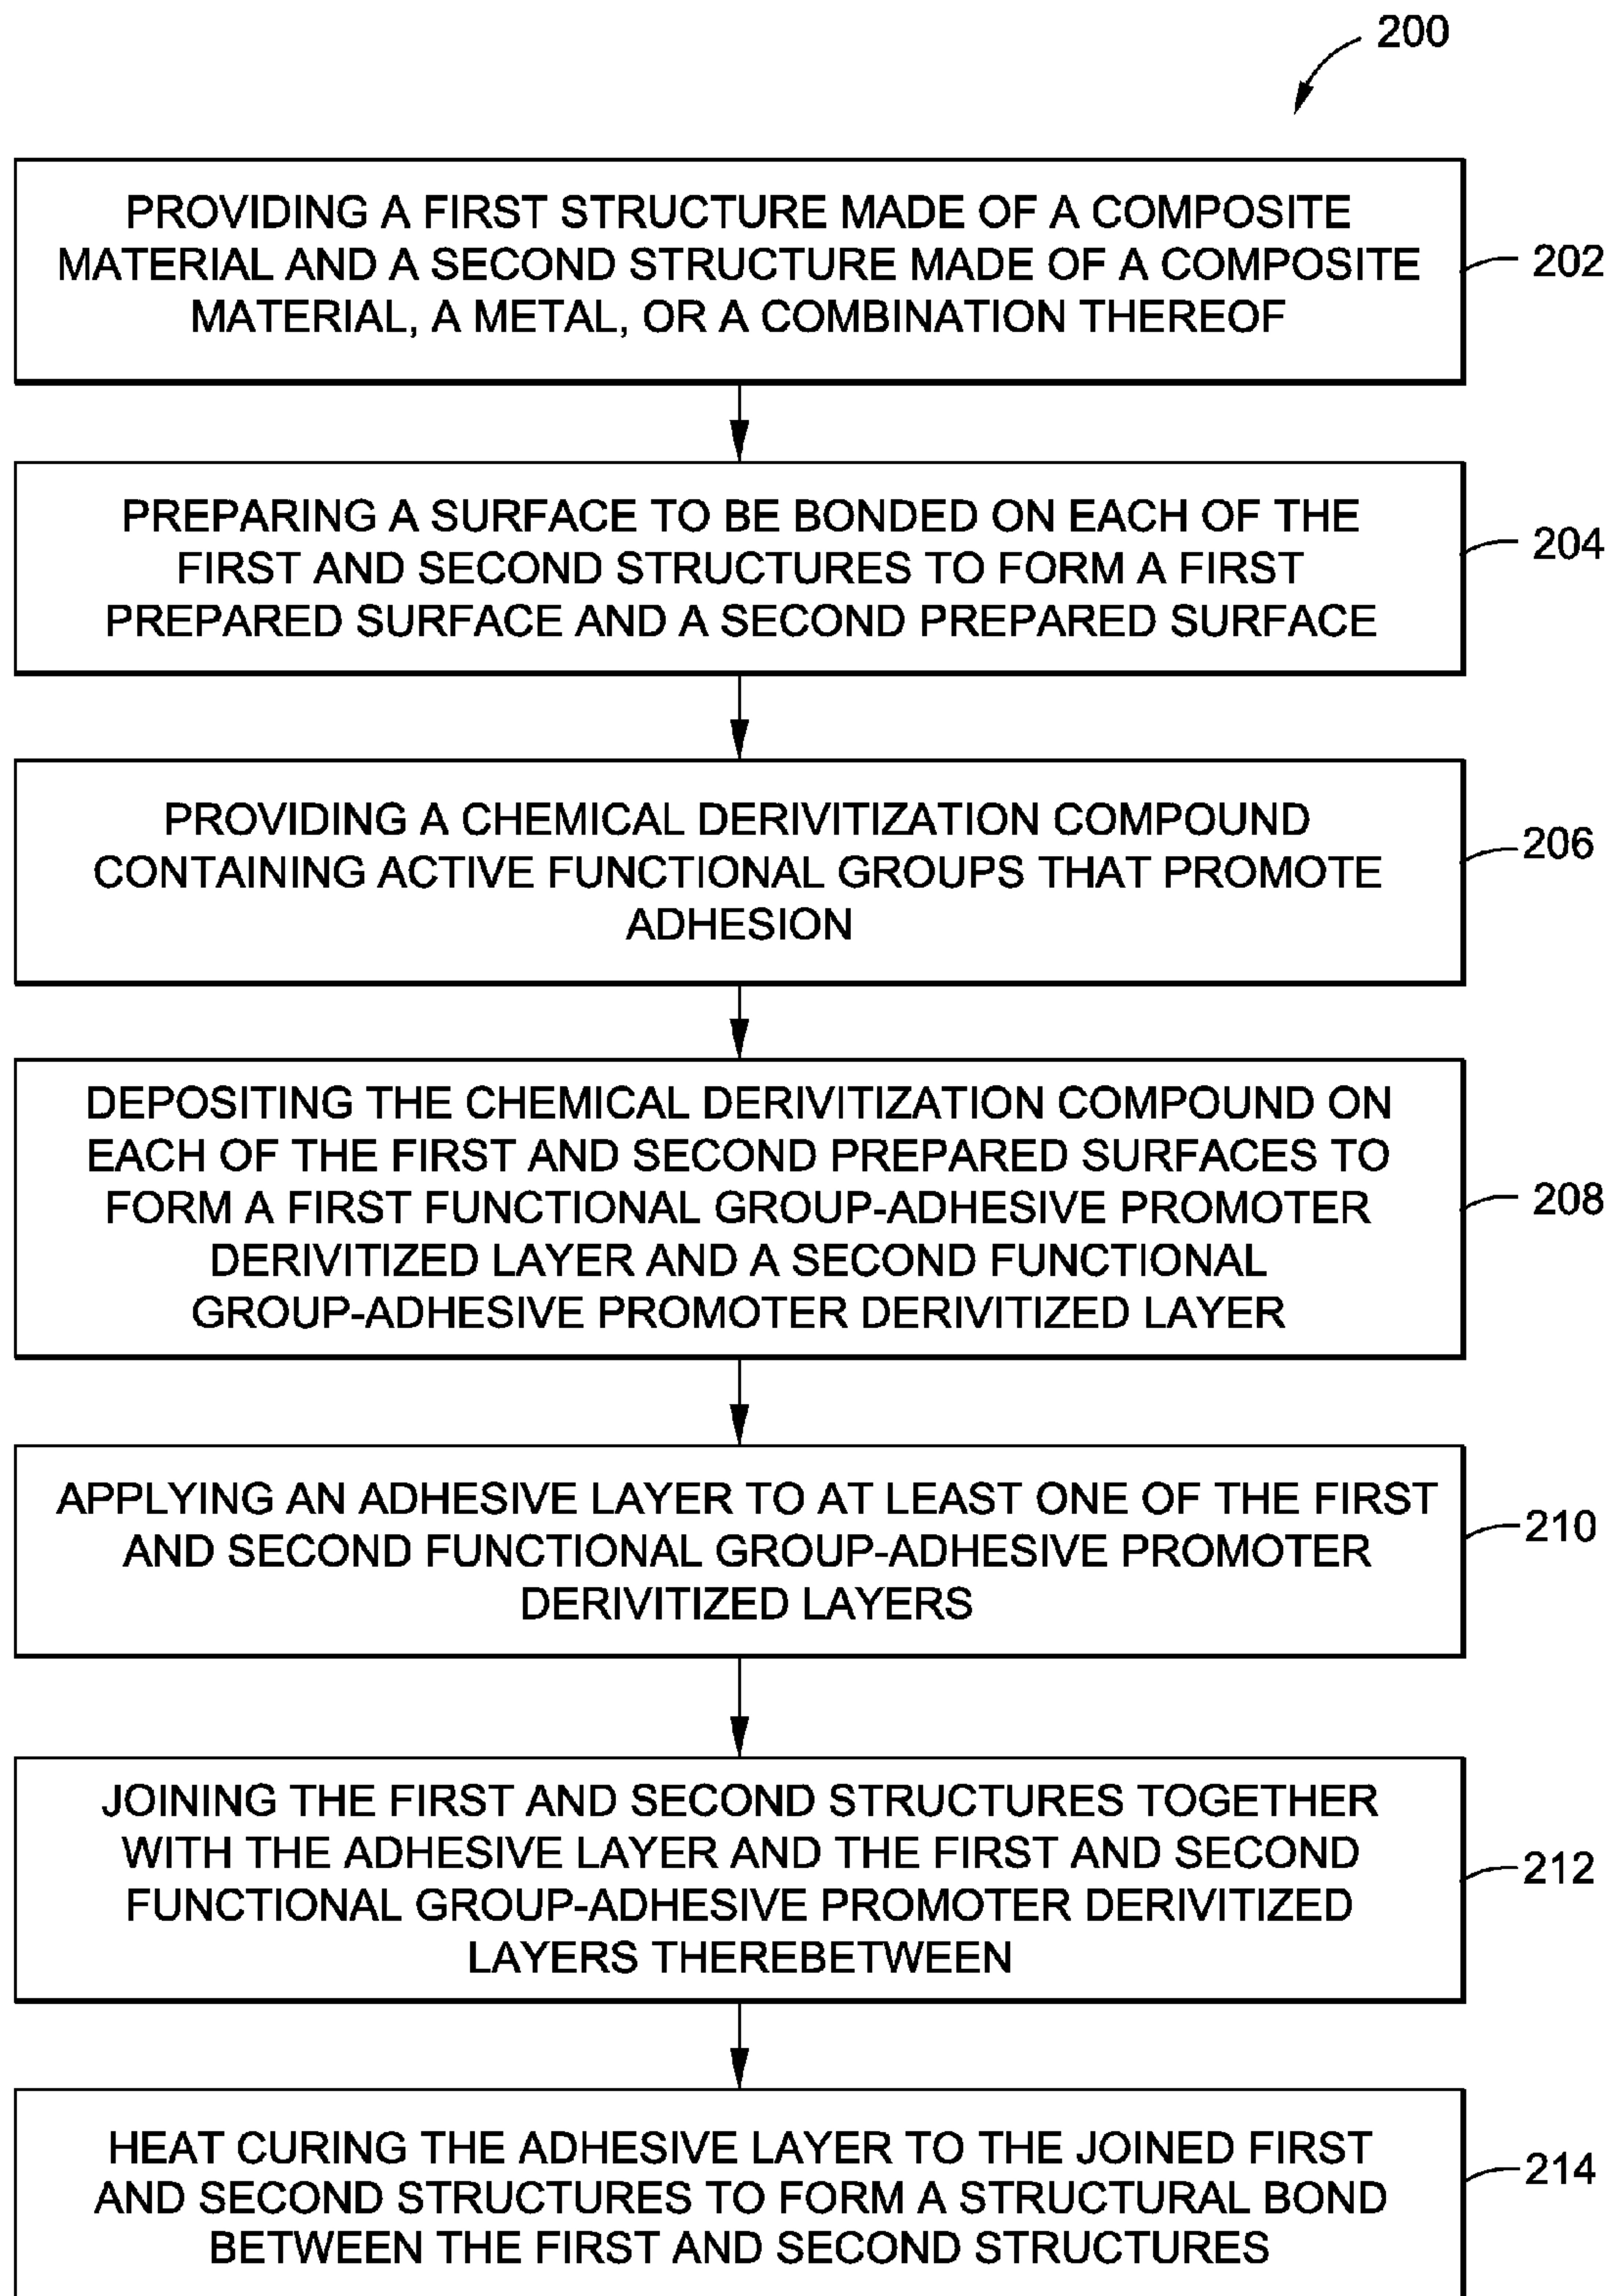 200
PROVIDING A FIRST STRUCTURE MADE OF A COMPOSITE
MATERIAL AND A SECOND STRUCTURE MADE OF A COMPOSITE
MATERIAL, A METAL, OR A COMBINATION THEREOF
202
PREPARING A SURFACE TO BE BONDED ON EACH OF THE
FIRST AND SECOND STRUCTURES TO FORM A FIRST
PREPARED SURFACE AND A SECOND PREPARED SURFACE
204
PROVIDING A CHEMICAL DERIVITIZATION COMPOUND
CONTAINING ACTIVE FUNCTIONAL GROUPS THAT PROMOTE
ADHESION
206
DEPOSITING THE CHEMICAL DERIVITIZATION COMPOUND ON
EACH OF THE FIRST AND SECOND PREPARED SURFACES TO
FORM A FIRST FUNCTIONAL GROUP-ADHESIVE PROMOTER
DERIVITIZED LAYER AND A SECOND FUNCTIONAL
GROUP-ADHESIVE PROMOTER DERIVITIZED LAYER
208
APPLYING AN ADHESIVE LAYER TO AT LEAST ONE OF THE FIRST
AND SECOND FUNCTIONAL GROUP-ADHESIVE PROMOTER
DERIVITIZED LAYERS
210
JOINING THE FIRST AND SECOND STRUCTURES TOGETHER
WITH THE ADHESIVE LAYER AND THE FIRST AND SECOND
FUNCTIONAL GROUP-ADHESIVE PROMOTER DERIVITIZED
LAYERS THEREBETWEEN
212
HEAT CURING THE ADHESIVE LAYER TO THE JOINED FIRST
AND SECOND STRUCTURES TO FORM A STRUCTURAL BOND
BETWEEN THE FIRST AND SECOND STRUCTURES
214